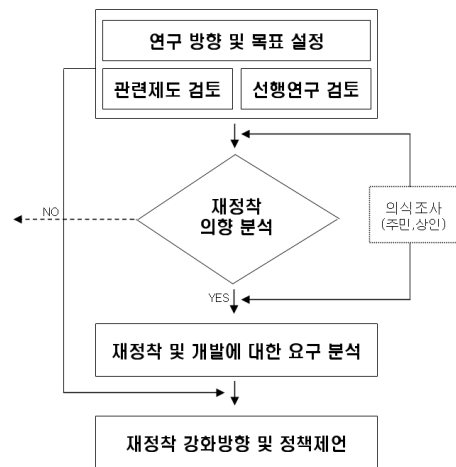 연구 방향 및 목표 설정
관련제도 검토
선행연구 검토
재정착
의향 분석
NO
의식조사
(주민,상인)
YES
재정착 및 개발에 대한 요구 분석
재정착 강화방향 및 정책제언